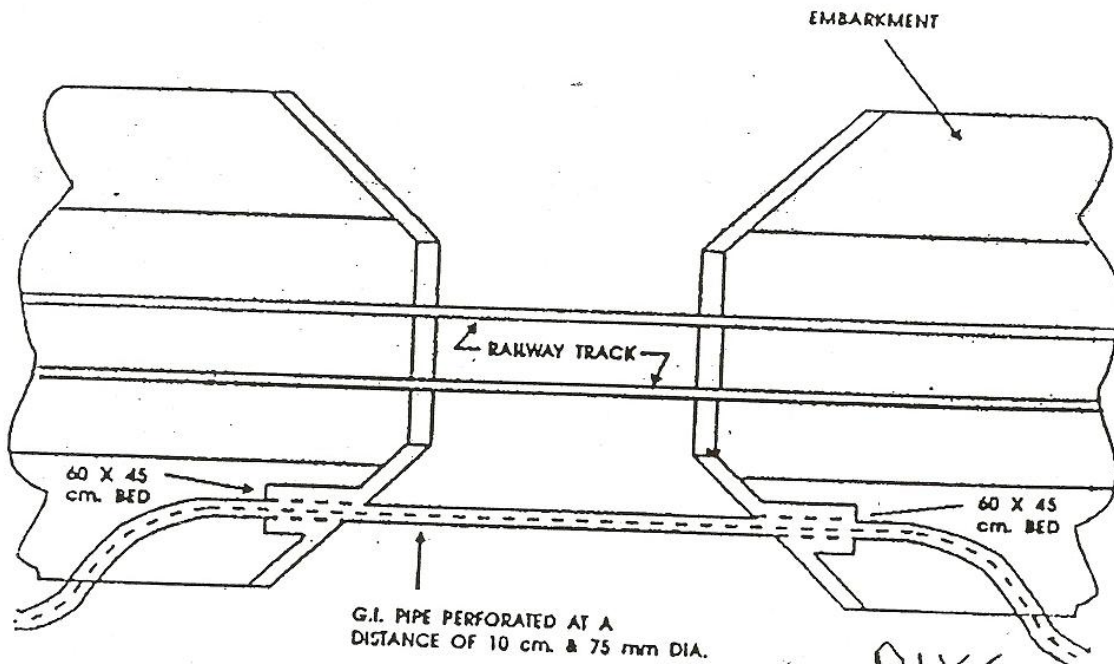 EMBARKMENT
RAILWAY TRACK
60 X 45
cm. BED
60 X 45
cm. BED
G.I. PIPE PERFORATED AT A
DISTANCE OF 10 cm. & 75 mm DIA.